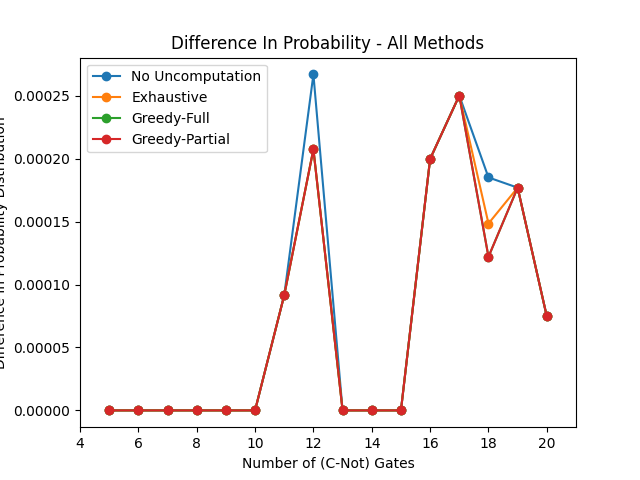 Difference In Probability - All Methods
No Uncomputation
Exhaustive
Greedy-Full
Greedy-Partial
0.00025
0.00020
0.00015
0.00010
0.00005
0.00000
Difference In Probability Distribution
4 6 8 10 12 14 16 18 20
Number of (C-Not) Gates